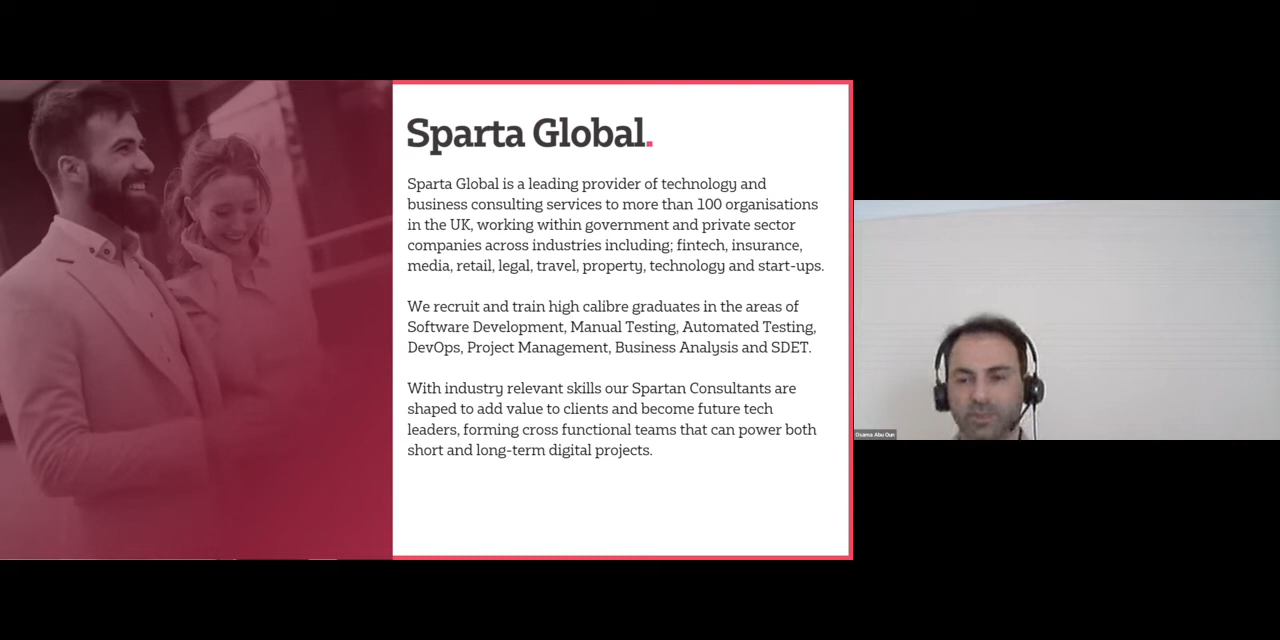 Sparta Global.
Sparta Global is a leading provider of technology and
business consulting services to more than 100 organisations
in the UK, working within government and private sector
companies across industries including; fintech, insurance,
media, retail, legal, travel, property, technology and start-ups.
We recruit and train high calibre graduates in the areas of
Software Development, Manual Testing, Automated Testing,
DevOps, Project Management, Business Analysis and SDET.
With industry relevant skills our Spartan Consultants are
shaped to add value to clients and become future tech
leaders, forming cross functional teams that can power both
short and long-term digital projects.
Osama Abu Oun